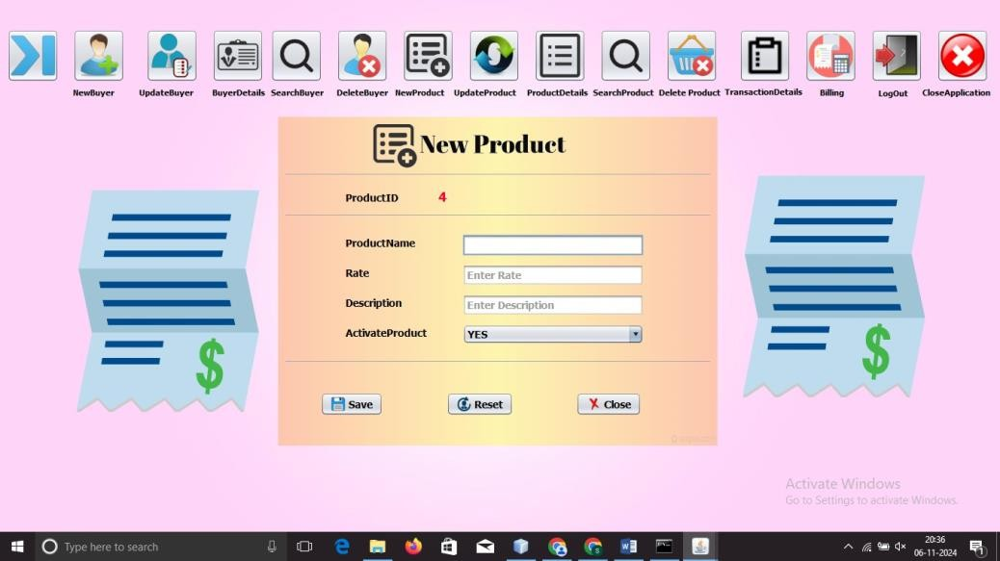 NewBuyer UpdateBuyer BuyerDetails SearchBuyer DeleteBuyer NewProduct UpdateProduct ProductDetails SearchProduct Delete Product TransactionDetails Billing LogOut CloseApplication
New Product
ProductID 4
ProductName
Rate Enter Rate
Description Enter Description
ActivateProduct YES
Save Reset Close
Activate Windows
Go to Settings to activate Windows.
Type here to search
20:36
06-11-2024